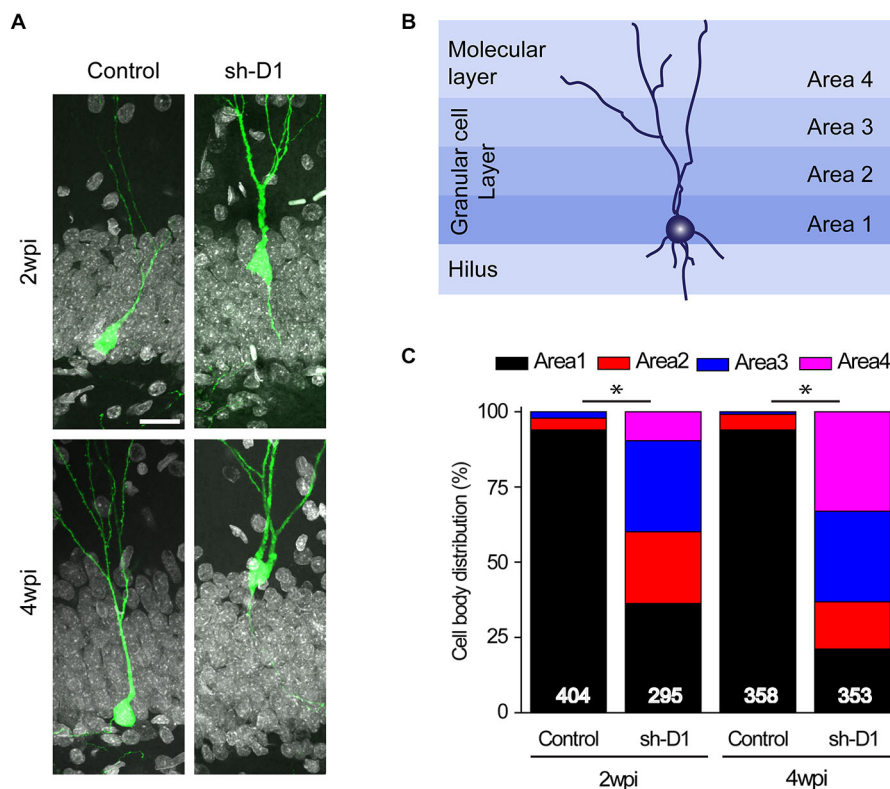 A
Control
sh-D1
2wpi
4wpi
B
Molecular
layer
Granular cell
Layer
Hilus
Area 4
Area 3
Area 2
Area 1
C
Area1 Area2 Area3 Area4
* *
Cell body distribution (%)
100
75
50
25
0
404 295 358 353
Control sh-D1 Control sh-D1
2wpi 4wpi